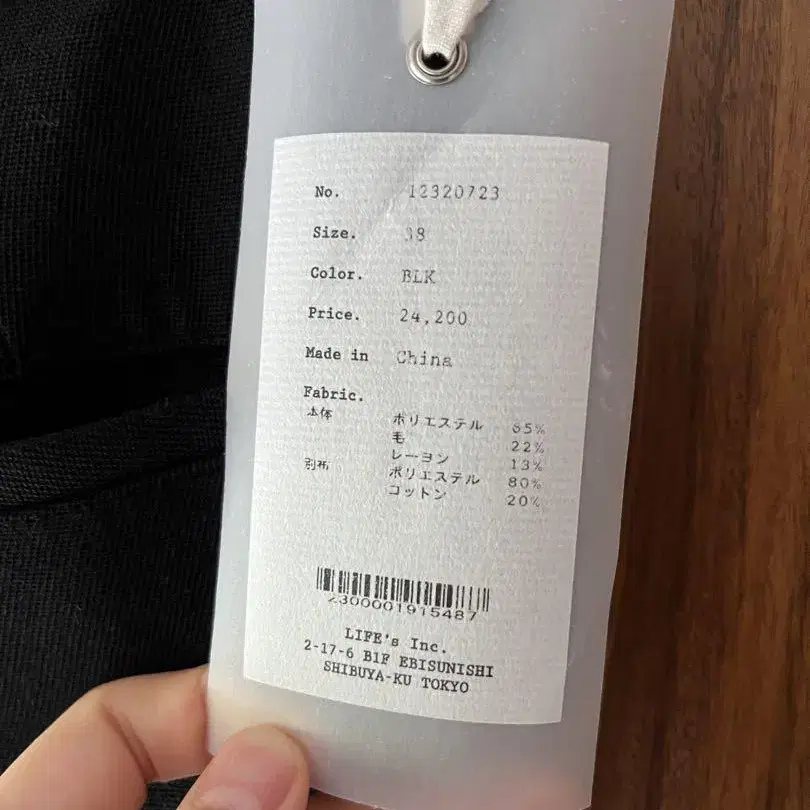 No. 12320723
Size. 38
Color. BLK
Price. 24,200
Made in China
Fabric.
本体 ポリエステル 65%
毛 22%
レーヨン 13%
別布 ポリエステル 80%
コットン 20%
2300001915487
LIFE's Inc.
2-17-6 B1F EBISUNISHI
SHIBUYA-KU TOKYO